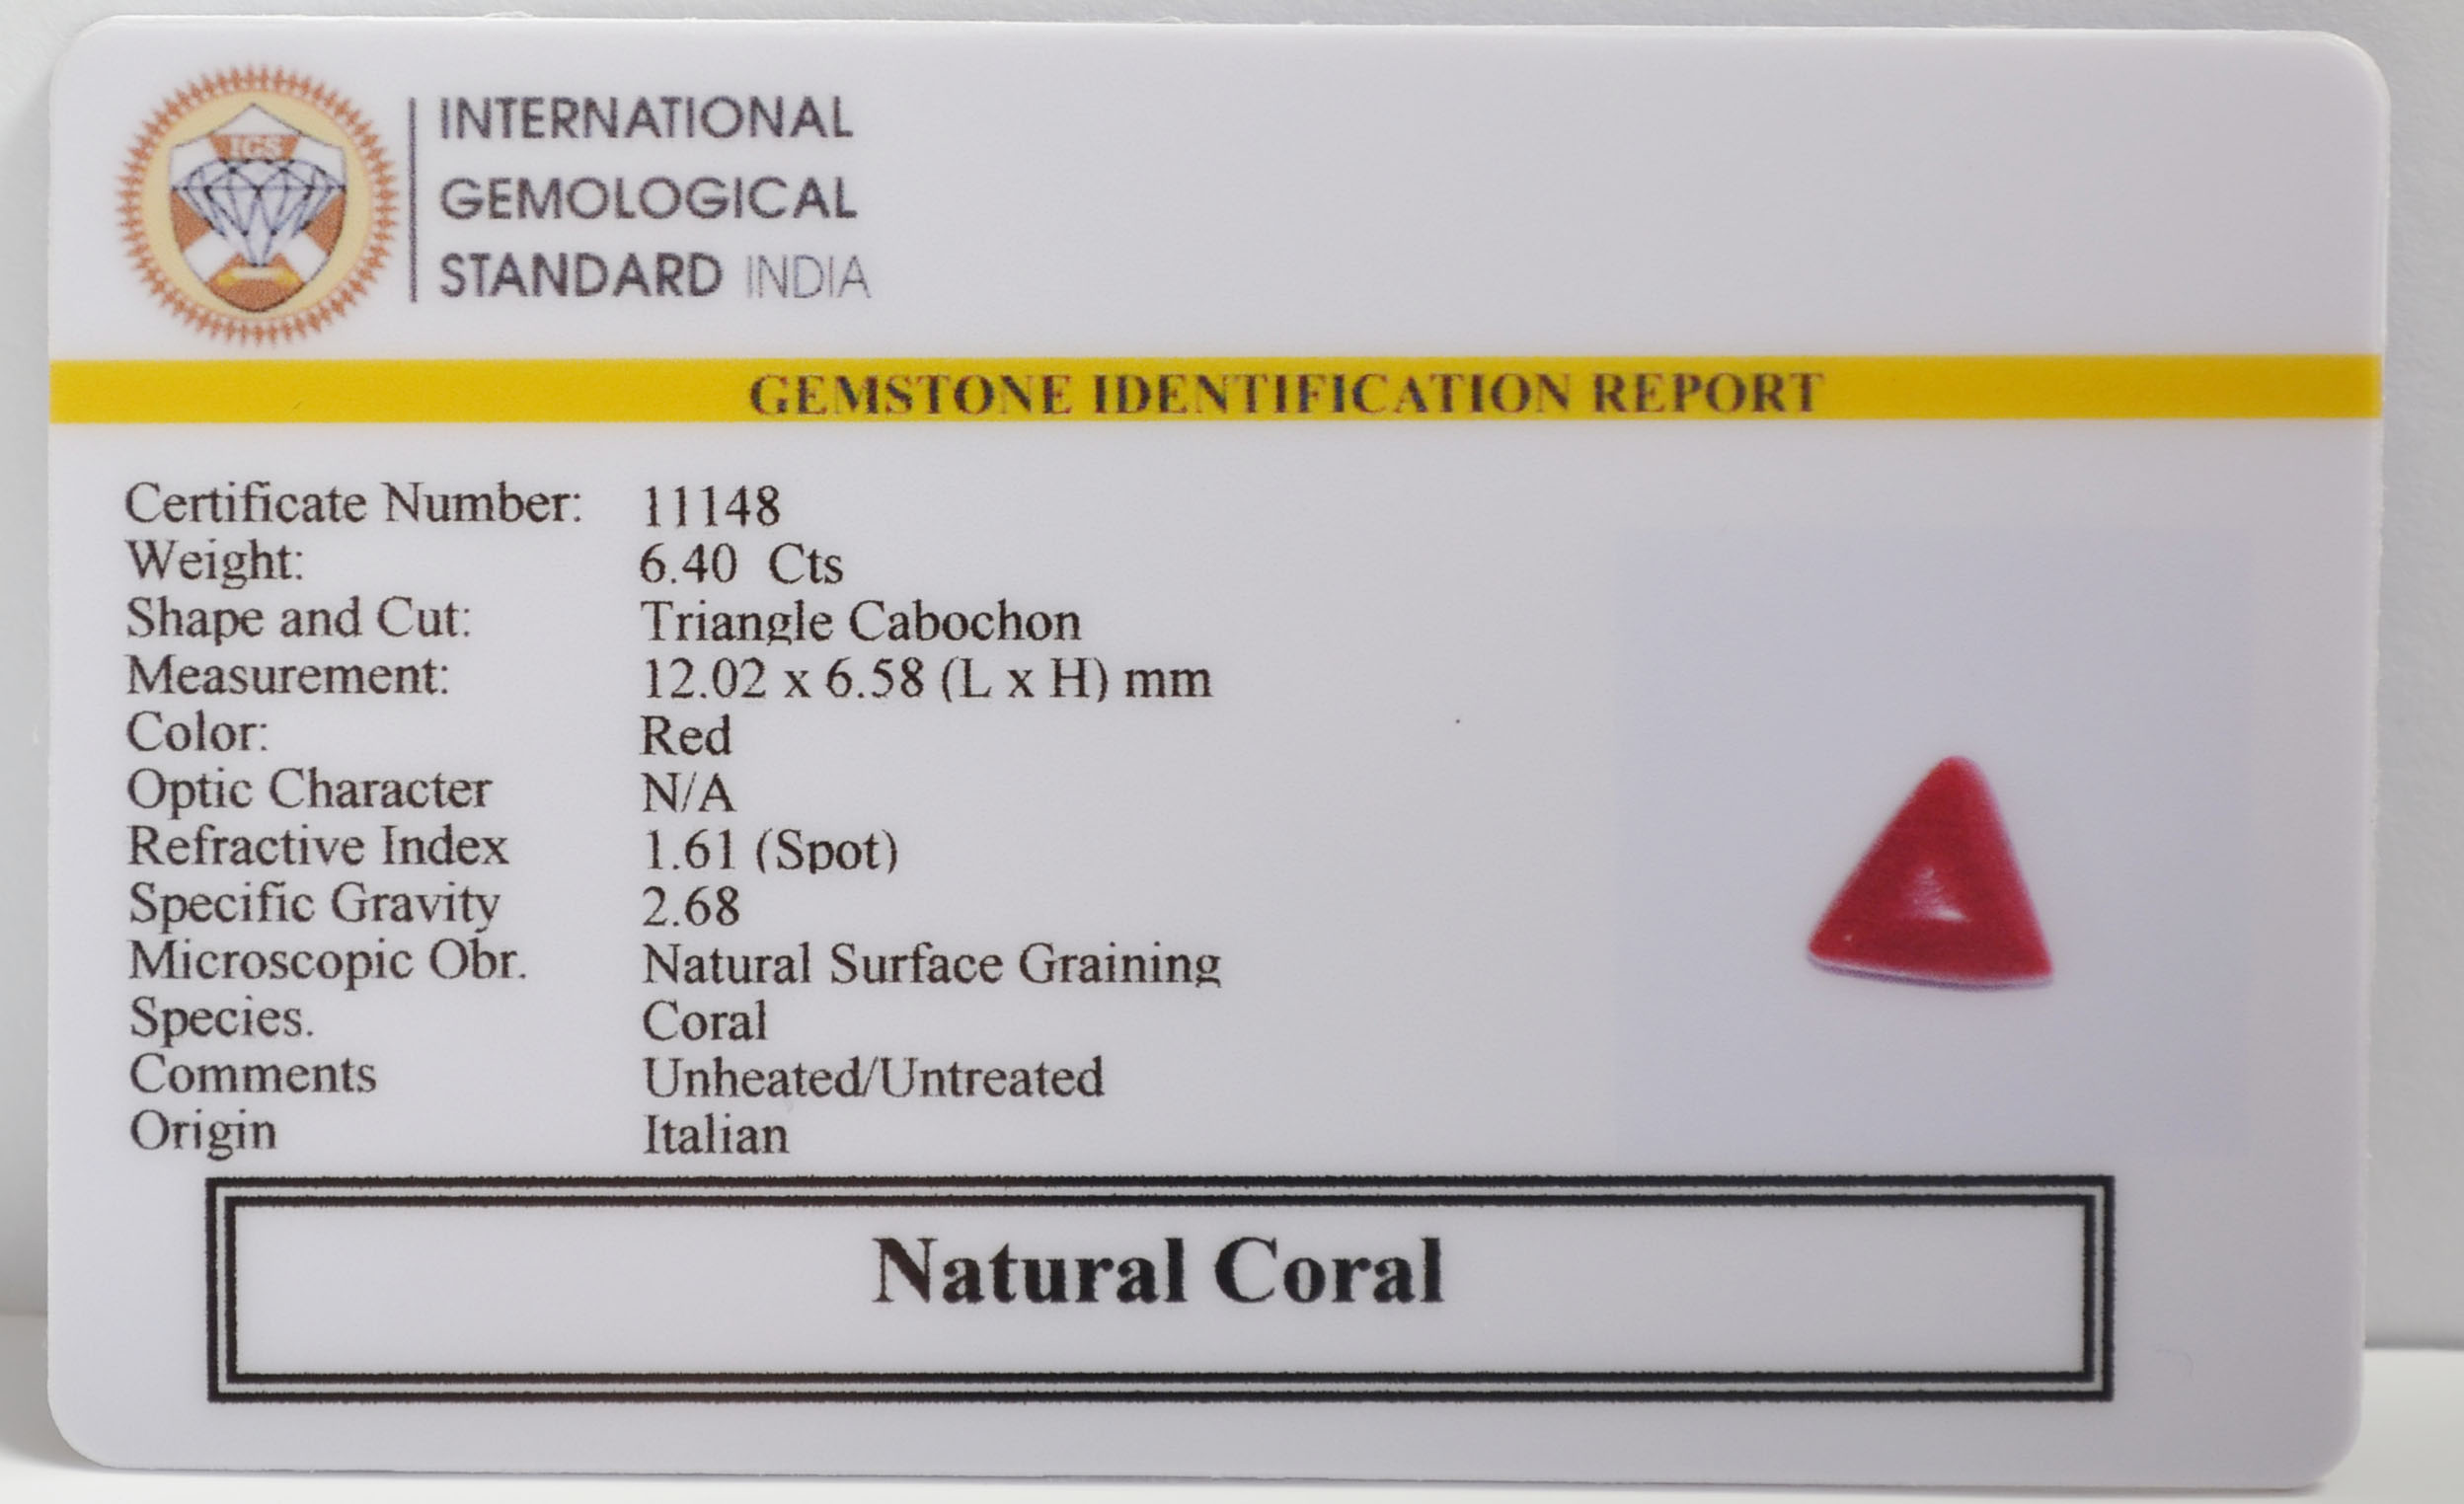 IGS
INTERNATIONAL
GEMOLOGICAL
STANDARD INDIA
GEMSTONE IDENTIFICATION REPORT
Certificate Number: 11148
Weight: 6.40 Cts
Shape and Cut: Triangle Cabochon
Measurement: 12.02 x 6.58 (L x H) mm
Color: Red
Optic Character N/A
Refractive Index 1.61 (Spot)
Specific Gravity 2.68
Microscopic Obr. Natural Surface Graining
Species. Coral
Comments Unheated/Untreated
Origin Italian
Natural Coral